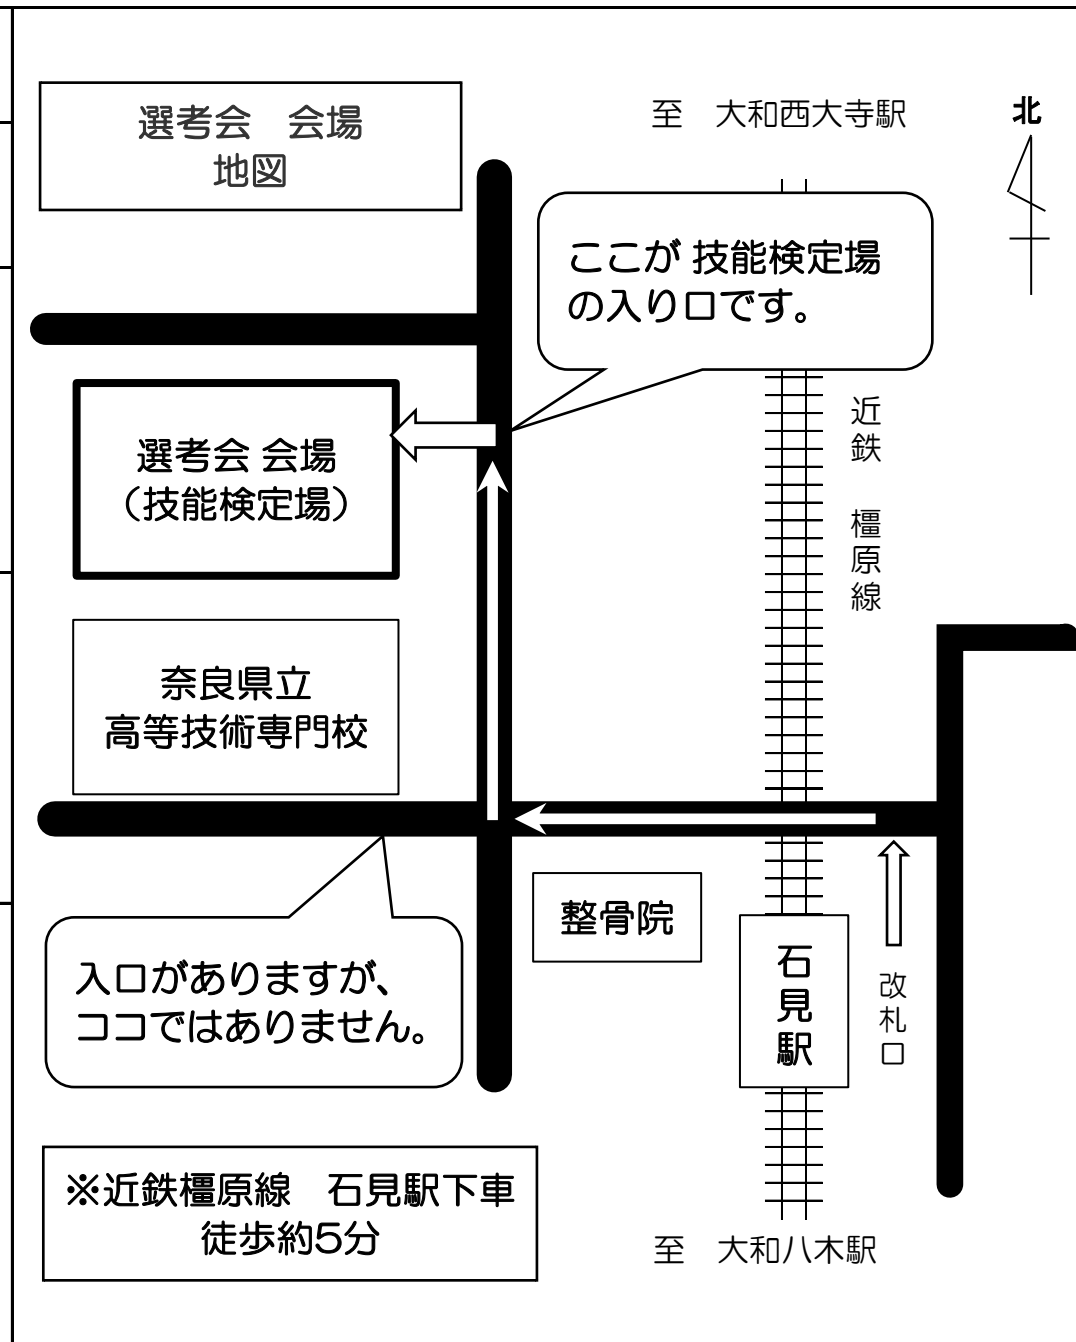 選考会　会場
地図
至　大和西大寺駅
北
ここが 技能検定場
の入り口です。
近鉄　橿原線
選考会 会場
（技能検定場）
奈良県立
高等技術専門校
整骨院
石見駅
改札口
入口がありますが、
ココではありません。
※近鉄橿原線　石見駅下車
徒歩約5分
至　大和八木駅